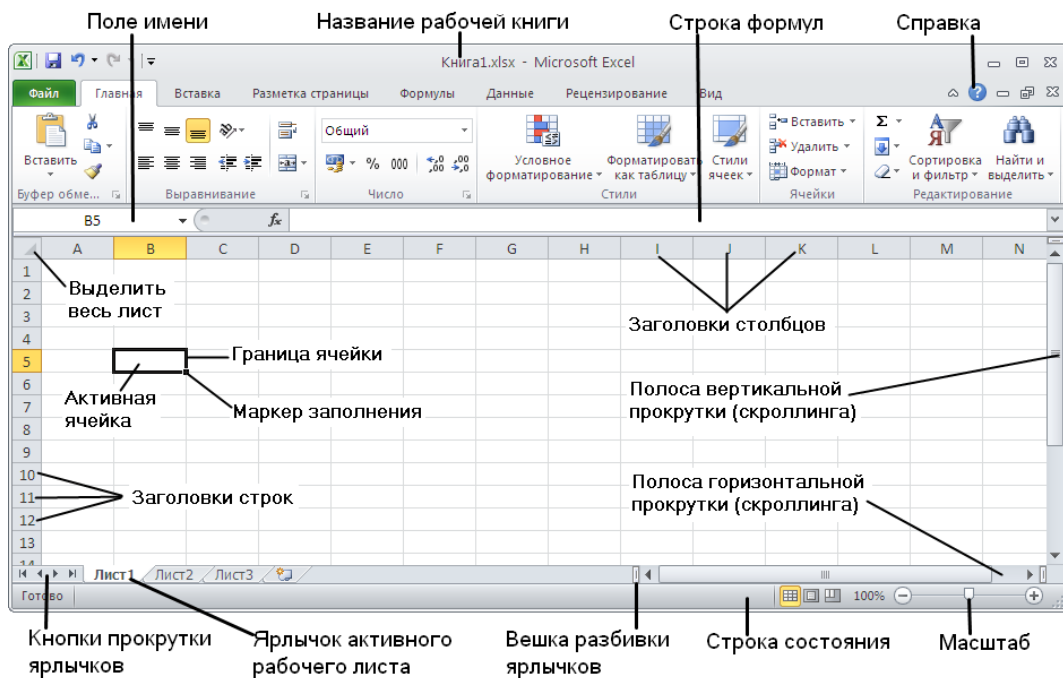 Поле имени Название рабочей книги Строка формул Справка
Книга1.xlsx - Microsoft Excel
Файл Главная Вставка Разметка страницы Формулы Данные Рецензирование Вид
Вставить
Буфер обме...
Выравнивание
Общий
% 000 ,00 ,0 ,00 ,0
Число
Условное форматирование
Форматировать как таблицу
Стили ячеек
Стили
Вставить
Удалить
Формат
Ячейки
Σ
Сортировка и фильтр
Найти и выделить
Редактирование
B5 fx
A B C D E F G H I J K L M N
1
2
3
4
5
6
7
8
9
10
11
12
13
14
Выделить
весь лист
Заголовки столбцов
Граница ячейки
Активная
ячейка
Маркер заполнения
Полоса вертикальной
прокрутки (скроллинга)
Заголовки строк
Полоса горизонтальной
прокрутки (скроллинга)
Лист1 Лист2 Лист3
Готово 100%
Кнопки прокрутки
ярлычков
Ярлычок активного
рабочего листа
Вешка разбивки
ярлычков
Строка состояния
Масштаб